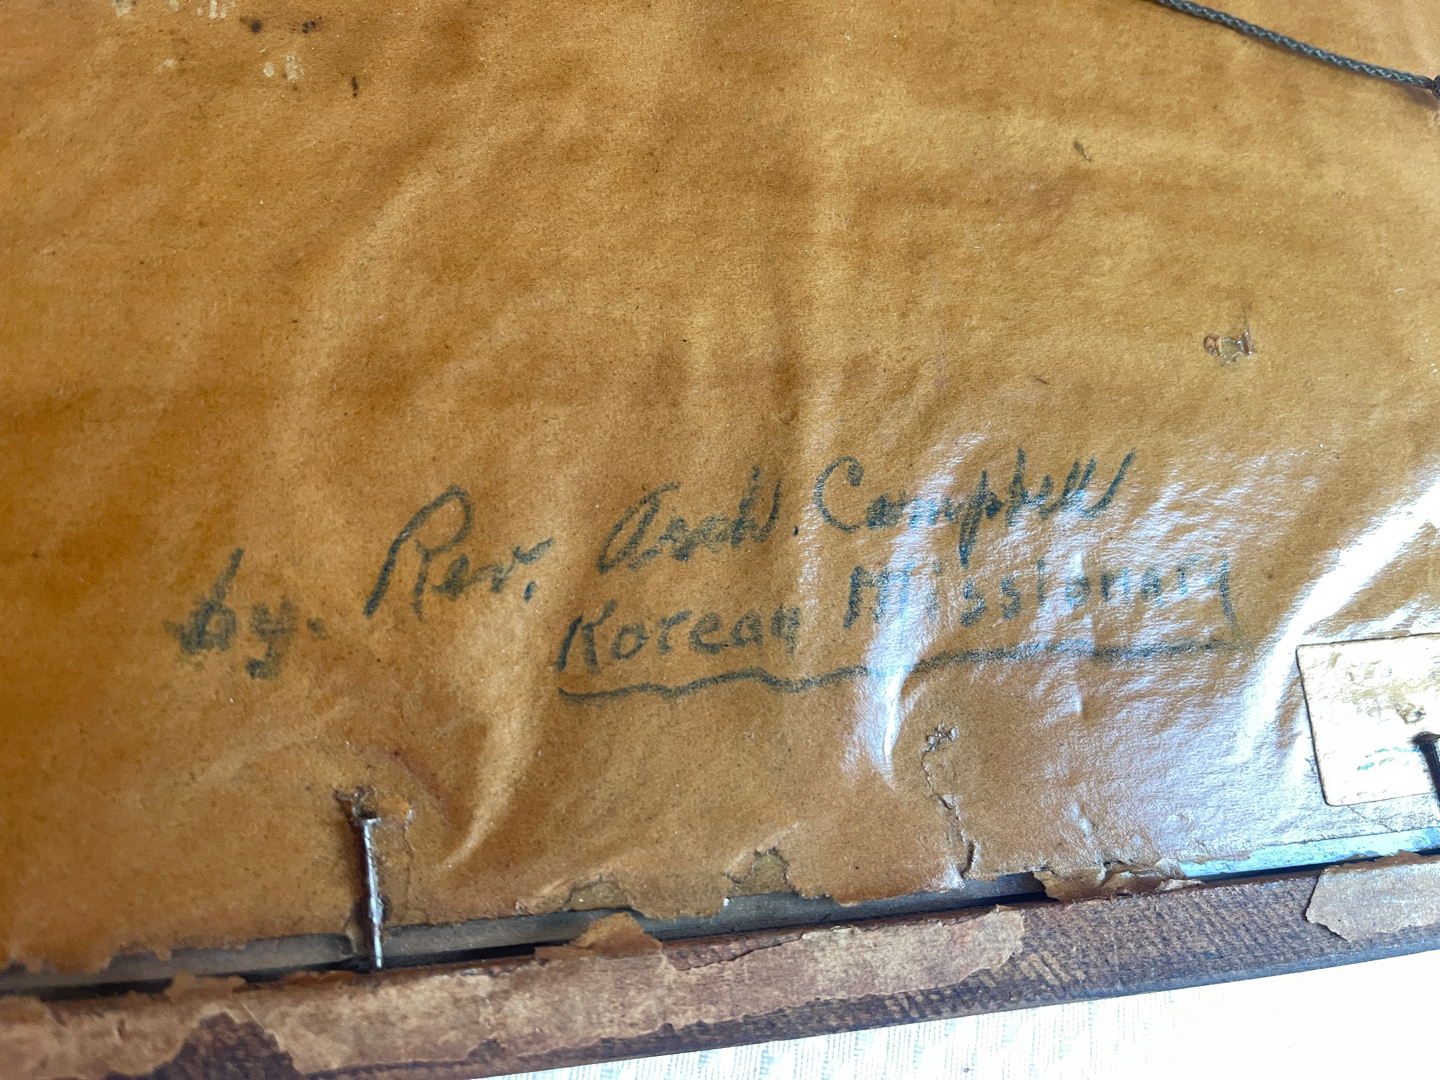 by. Rev. Arch. Campbell
Korean Missionary